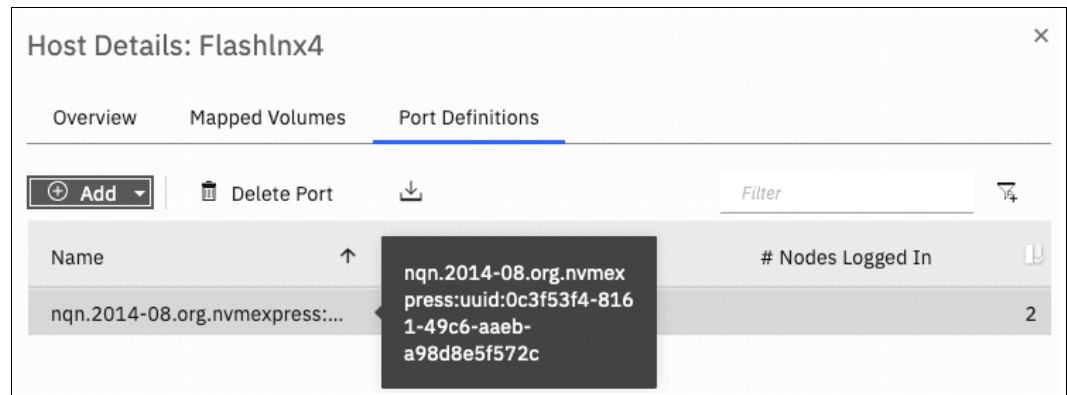 Host Details: Flashlnx4
Overview Mapped Volumes Port Definitions
Add Delete Port Filter
Name # Nodes Logged In
nqn.2014-08.org.nvmexpress:... 2
nqn.2014-08.org.nvmex
press:uuid:0c3f53f4-816
1-49c6-aaeb-
a98d8e5f572c